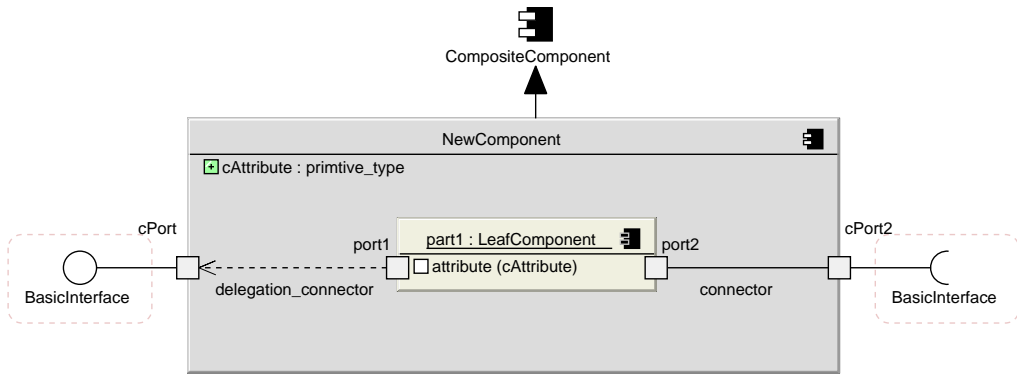 CompositeComponent
NewComponent
cAttribute : primtive_type
cPort
cPort2
port1
part1 : LeafComponent
port2
attribute (cAttribute)
BasicInterface
delegation_connector
connector
BasicInterface